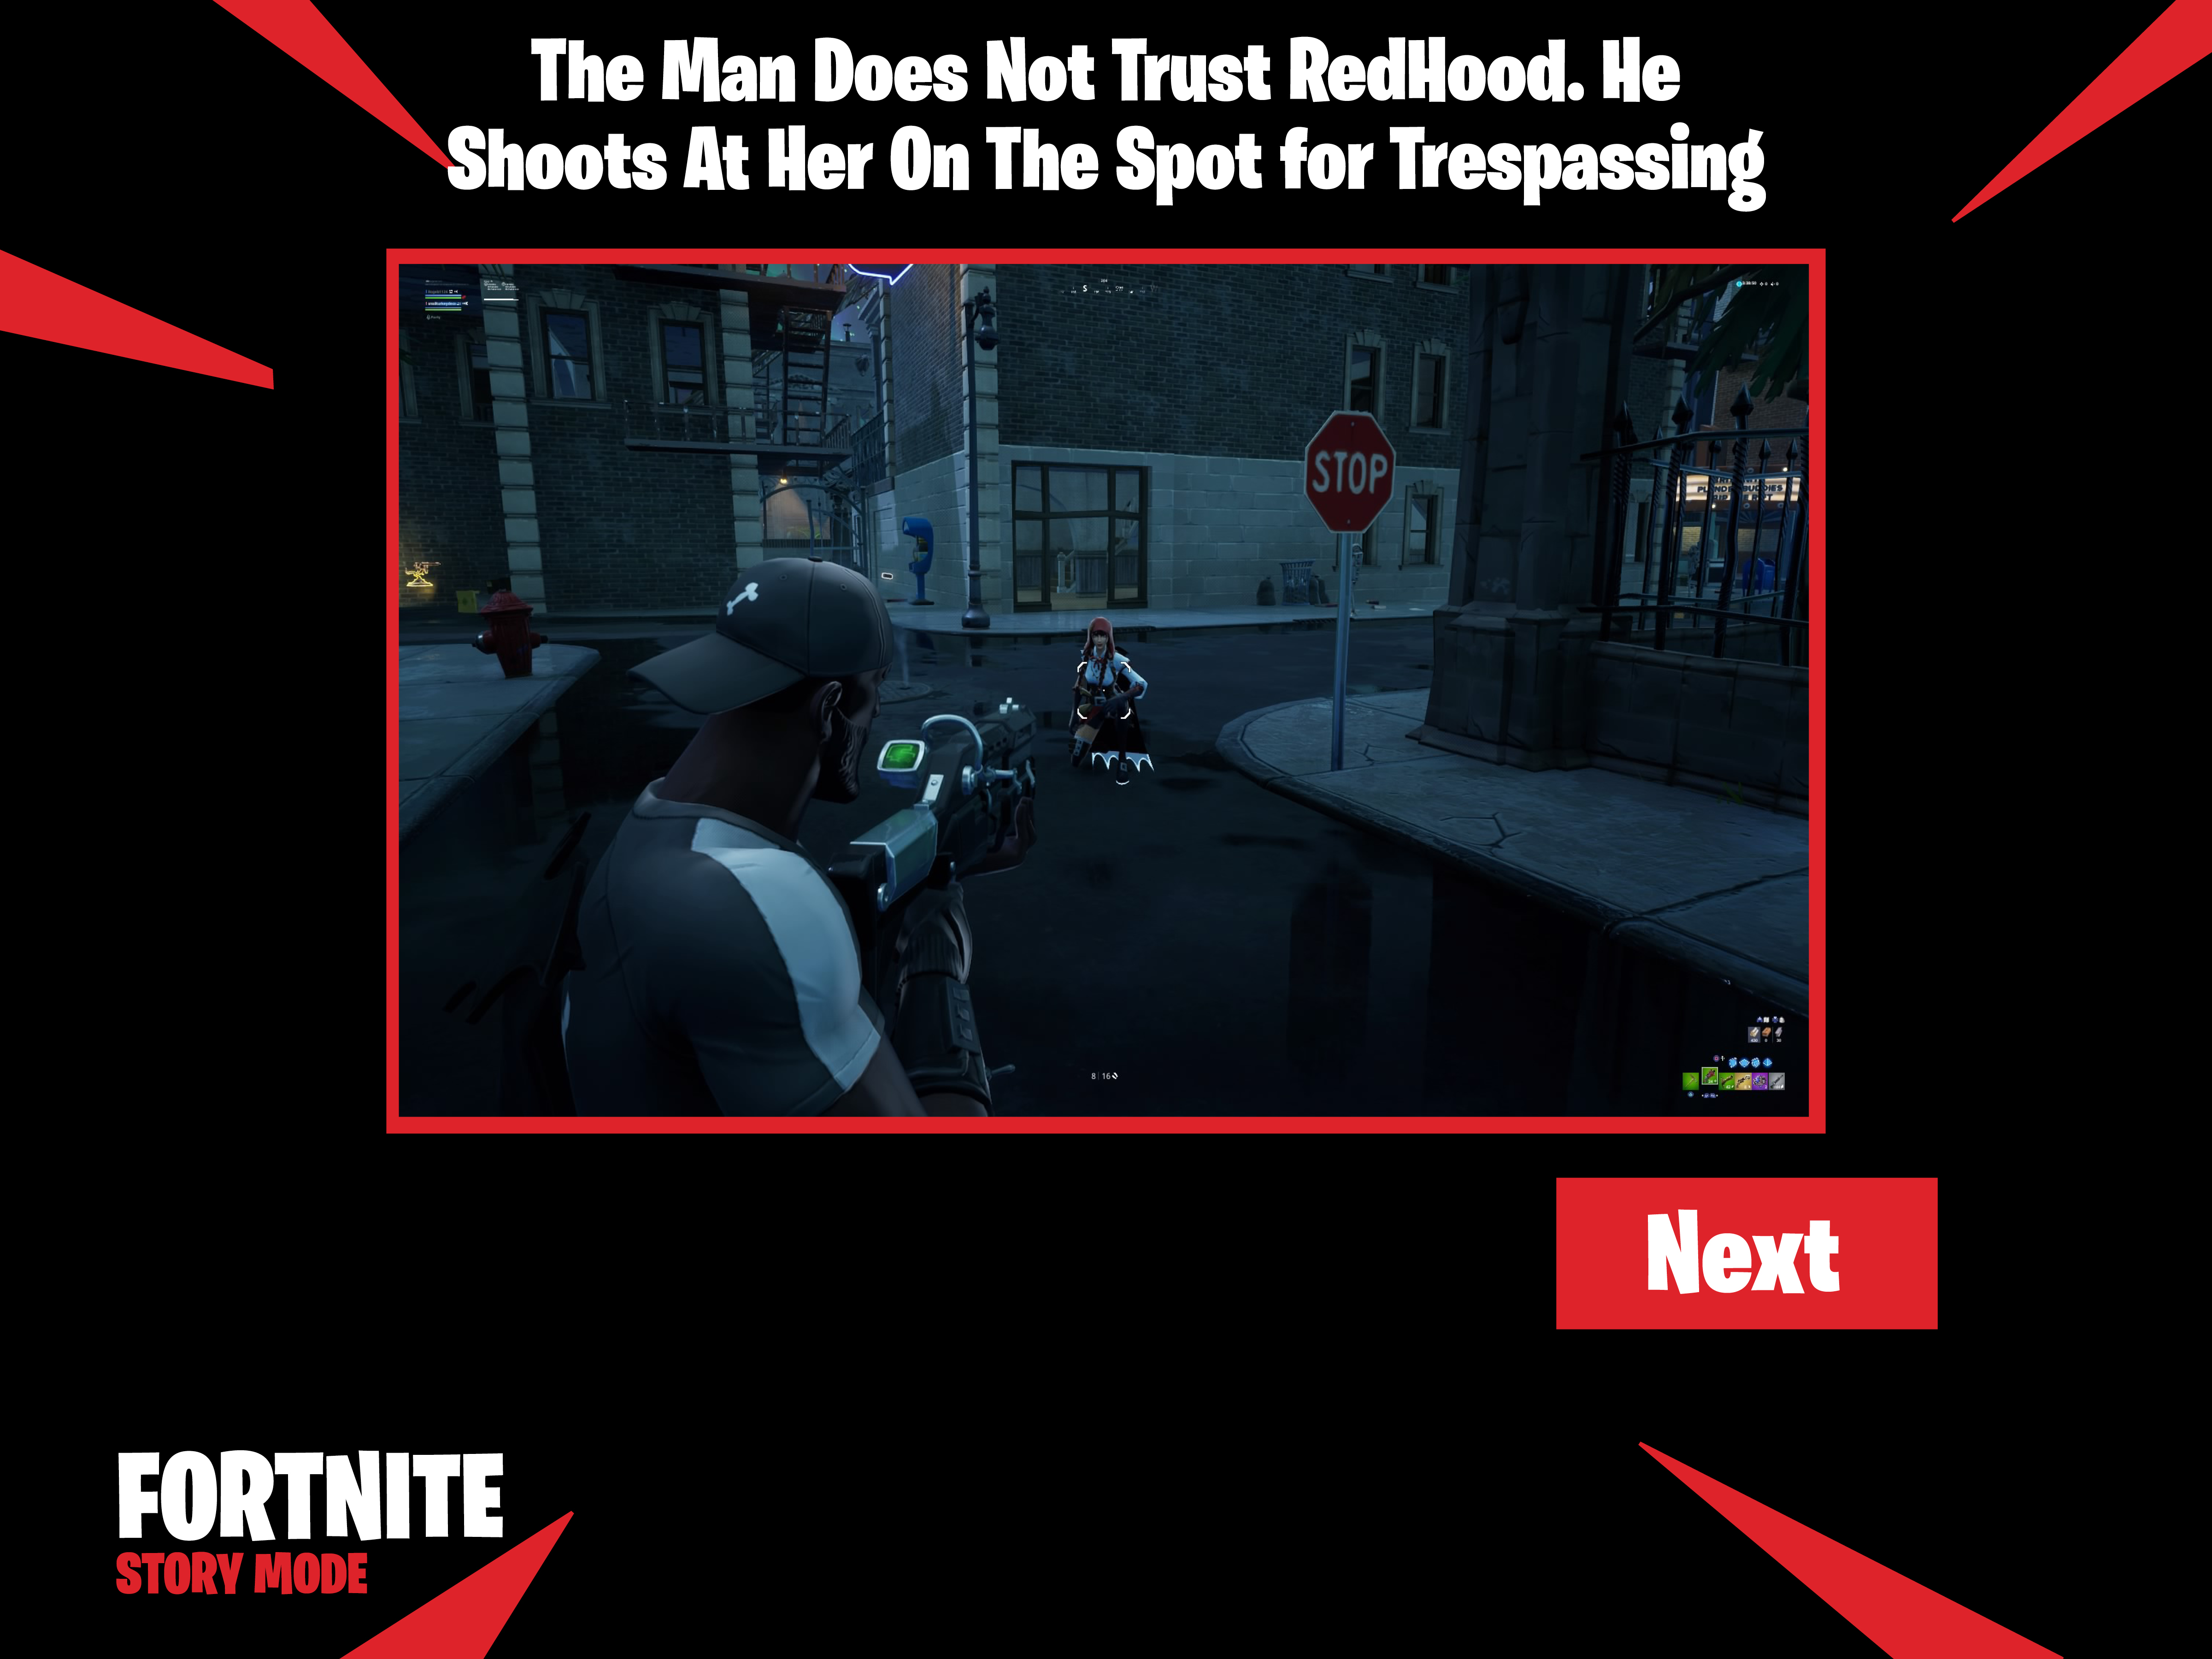 The Man Does Not Trust RedHood. He
Shoots At Her On The Spot for Trespassing
S
STOP
8 | 16
Next
FORTNITE
STORY MODE